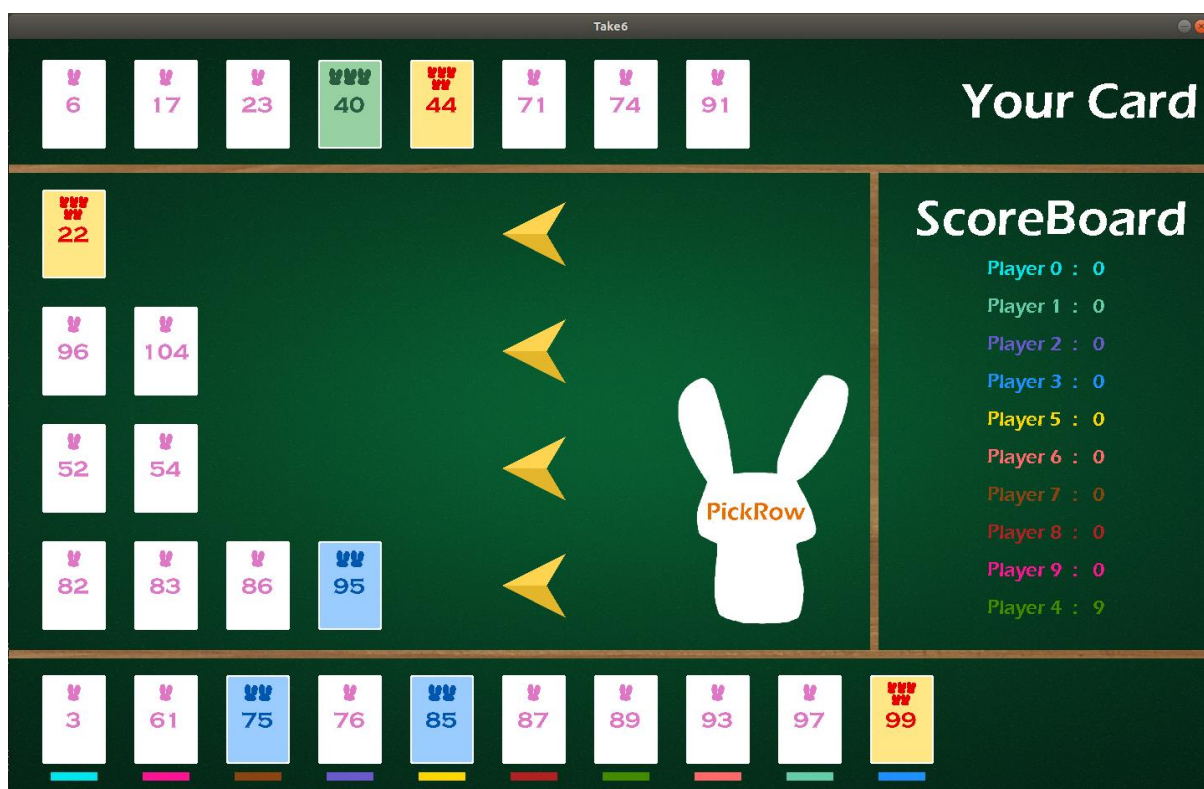 Take6
6 17 23 40 44 71 74 91
Your Card
22
96 104
52 54
82 83 86 95
PickRow
ScoreBoard
Player 0 : 0
Player 1 : 0
Player 2 : 0
Player 3 : 0
Player 5 : 0
Player 6 : 0
Player 7 : 0
Player 8 : 0
Player 9 : 0
Player 4 : 9
3 61 75 76 85 87 89 93 97 99